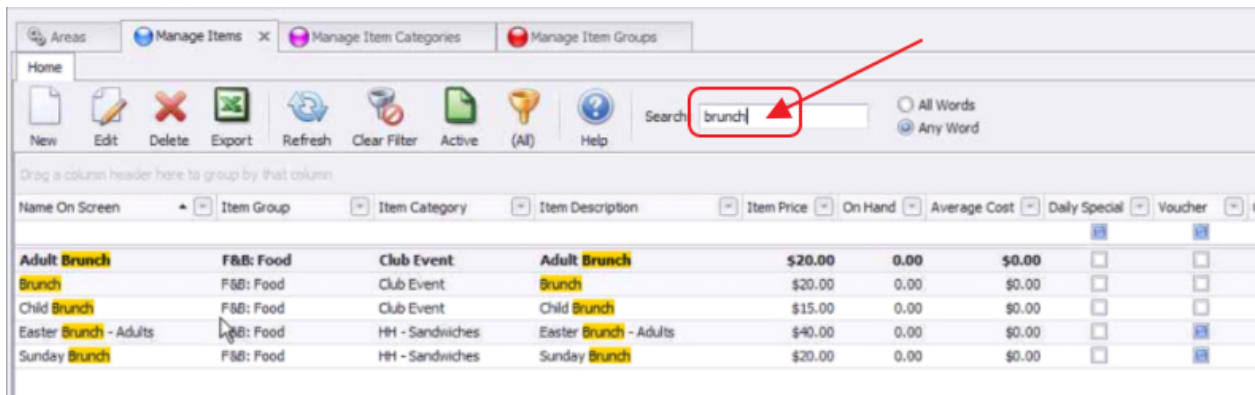 Areas Manage Items X Manage Item Categories Manage Item Groups
Home
New Edit Delete Export Refresh Clear Filter Active (All) Help Search: brunch All Words
Any Word
Drag a column header here to group by that column
Name On Screen Item Group Item Category Item Description Item Price On Hand Average Cost Daily Special Voucher
Adult Brunch F&B: Food Club Event Adult Brunch $20.00 0.00 $0.00
Brunch F&B: Food Club Event Brunch $20.00 0.00 $0.00
Child Brunch F&B: Food Club Event Child Brunch $15.00 0.00 $0.00
Easter Brunch - Adults F&B: Food HH - Sandwiches Easter Brunch - Adults $40.00 0.00 $0.00
Sunday Brunch F&B: Food HH - Sandwiches Sunday Brunch $20.00 0.00 $0.00